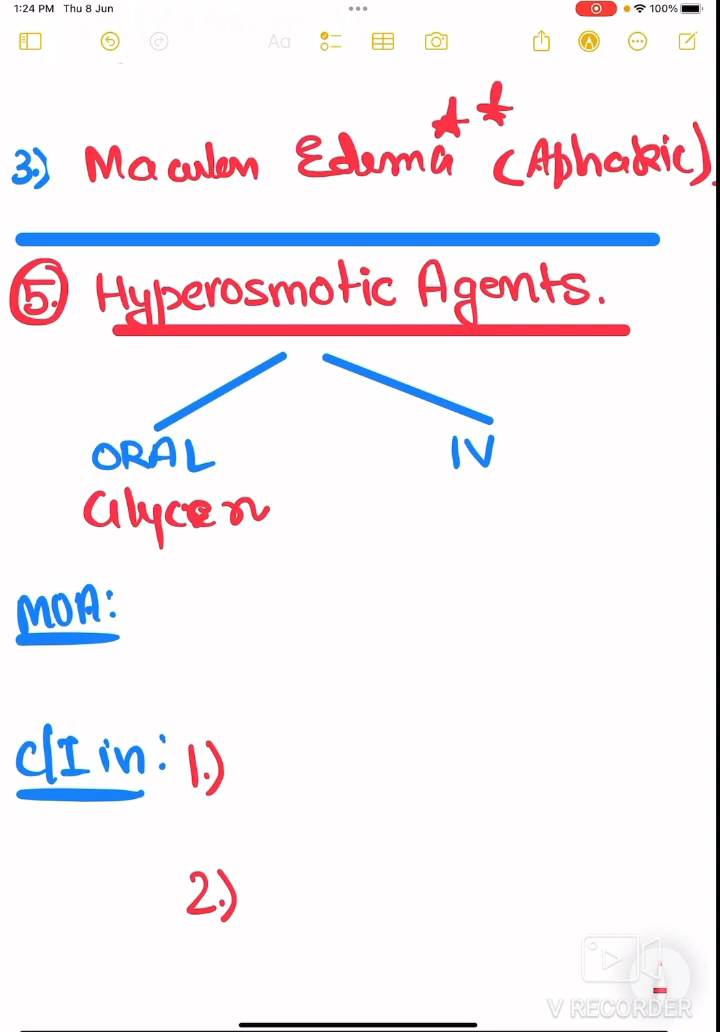 1:24 PM Thu 8 Jun 100%
Aa
3.) Macular Edema ** (Aphakic).
5. Hyperosmotic Agents.
ORAL IV
Glycer
MOA:
C/I in: 1.)
2.)
V RECORDER